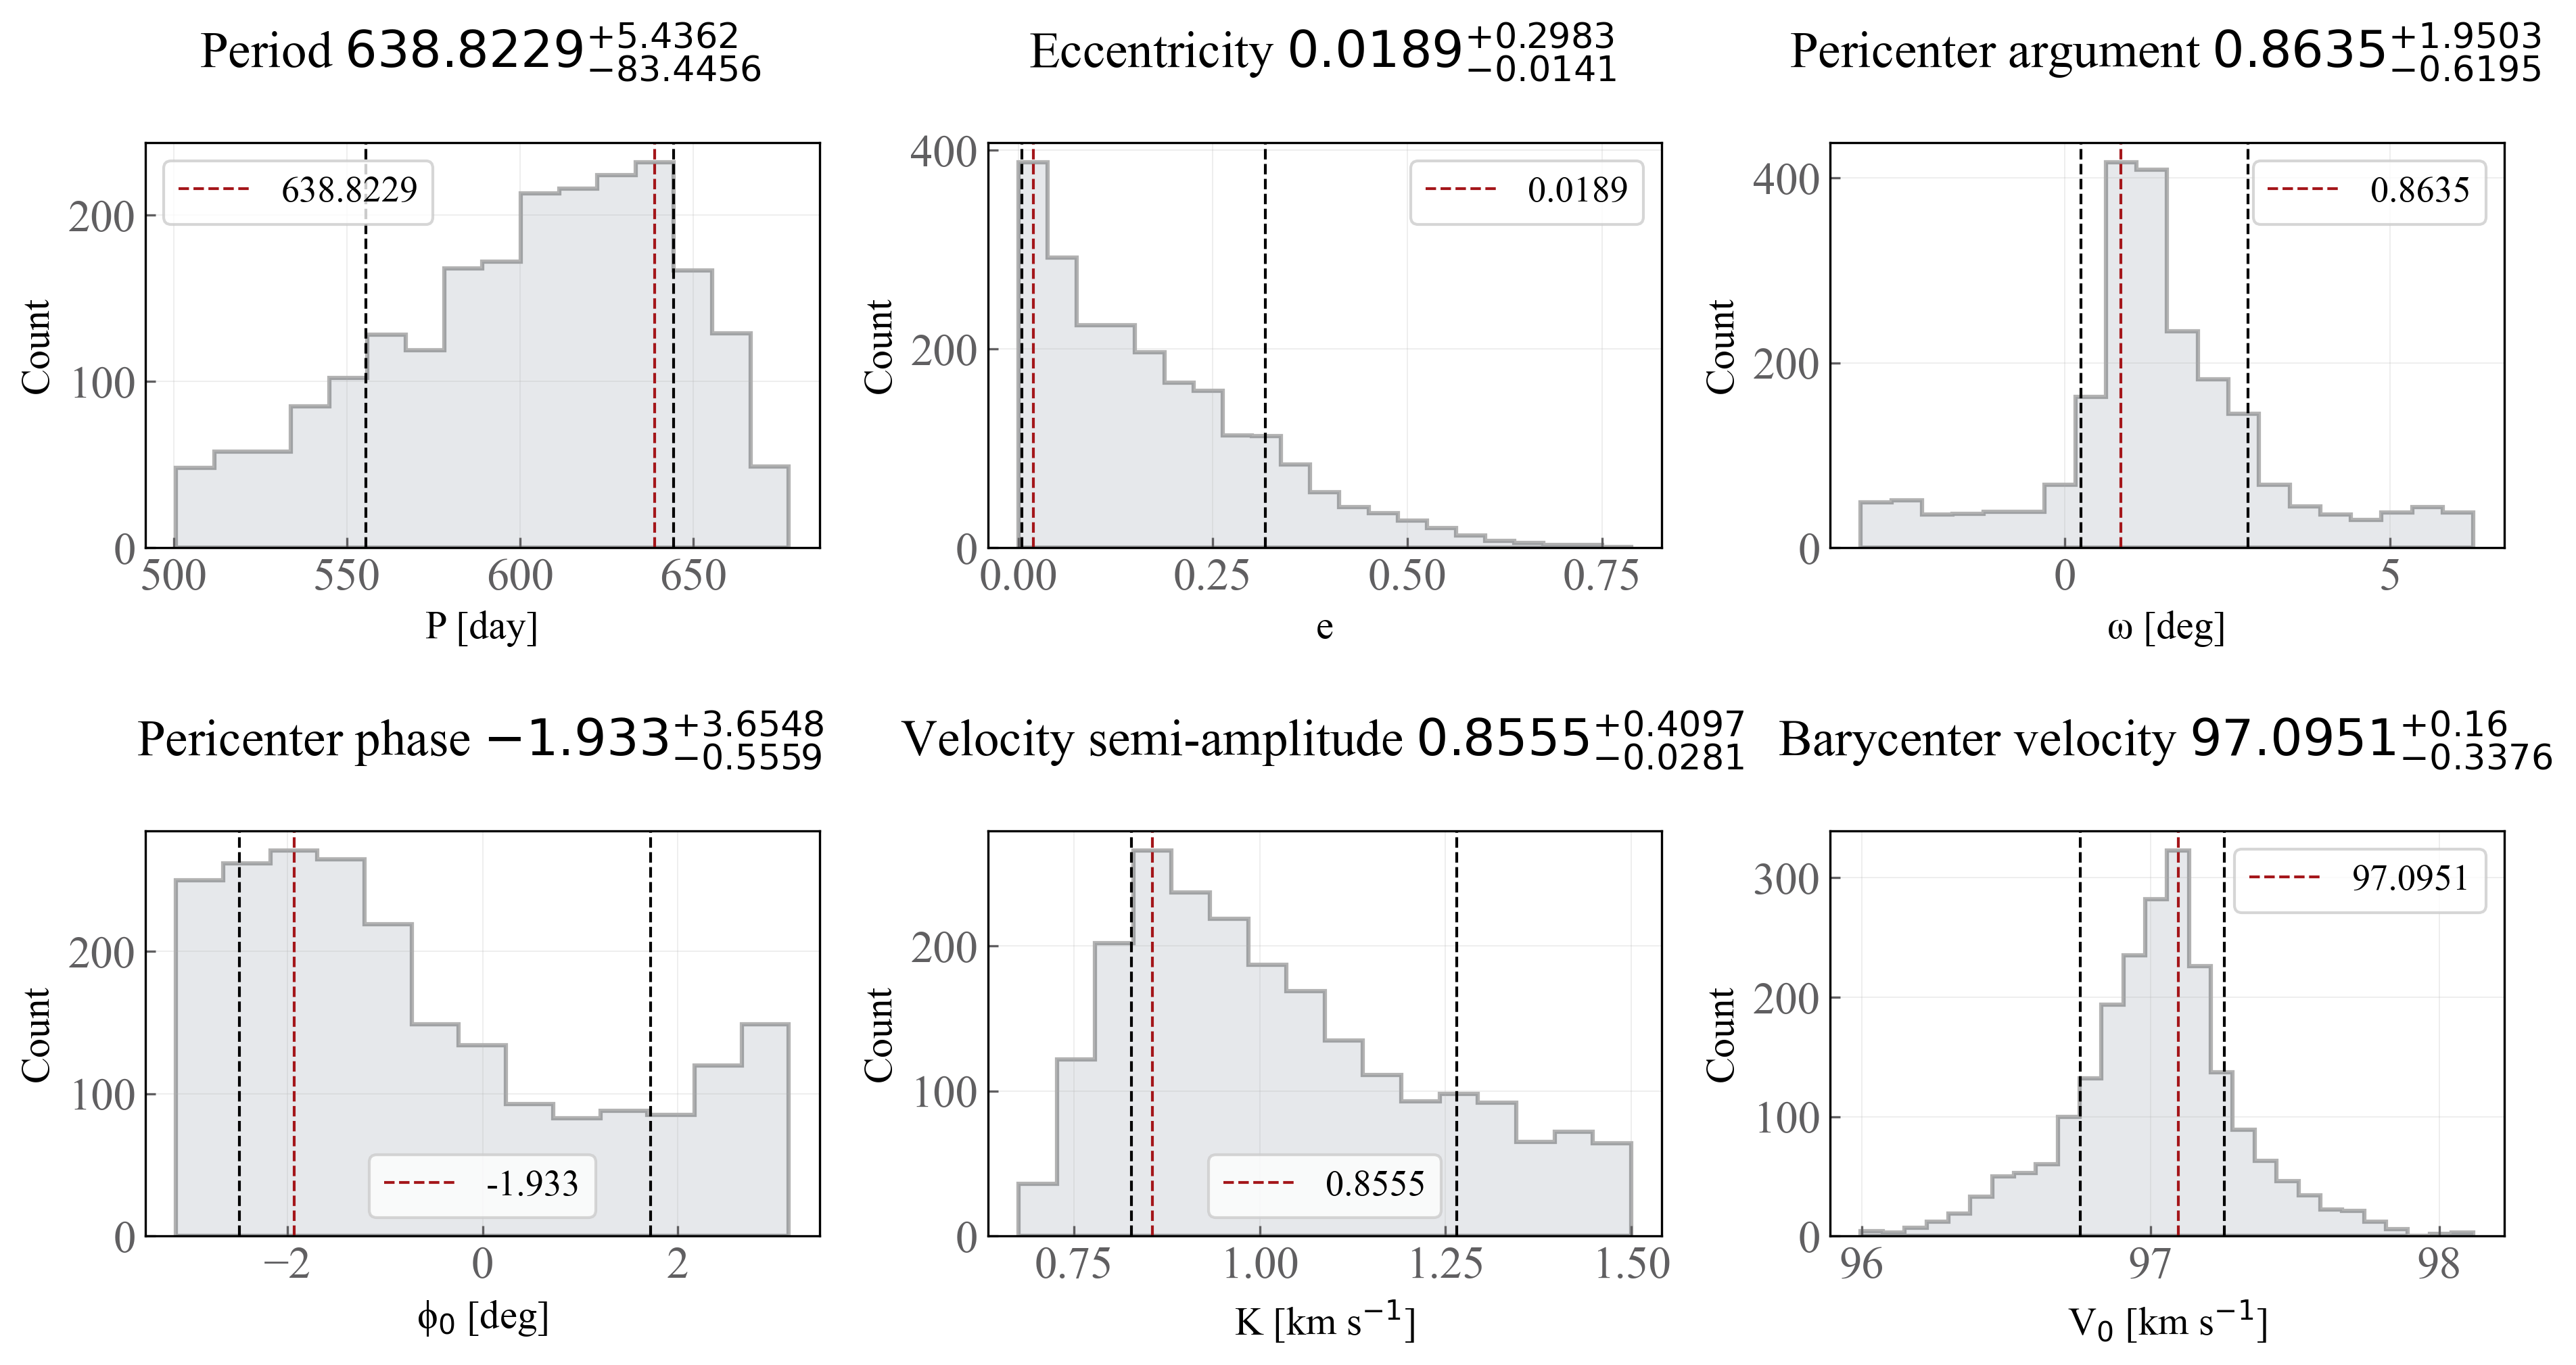 Period 638.8229 +5.4362 −83.4456
Eccentricity 0.0189 +0.2983 −0.0141
Pericenter argument 0.8635 +1.9503 −0.6195
638.8229
0.0189
0.8635
Count
200
100
0
500 550 600 650
P [day]
Count
400
200
0
0.00 0.25 0.50 0.75
e
Count
400
200
0
0 5
ω [deg]
Pericenter phase −1.933 +3.6548 −0.5559
Velocity semi-amplitude 0.8555 +0.4097 −0.0281
Barycenter velocity 97.0951 +0.16 −0.3376
-1.933
0.8555
97.0951
Count
200
100
0
−2 0 2
ϕ0 [deg]
Count
200
100
0
0.75 1.00 1.25 1.50
K [km s−1]
Count
300
200
100
0
96 97 98
V0 [km s−1]